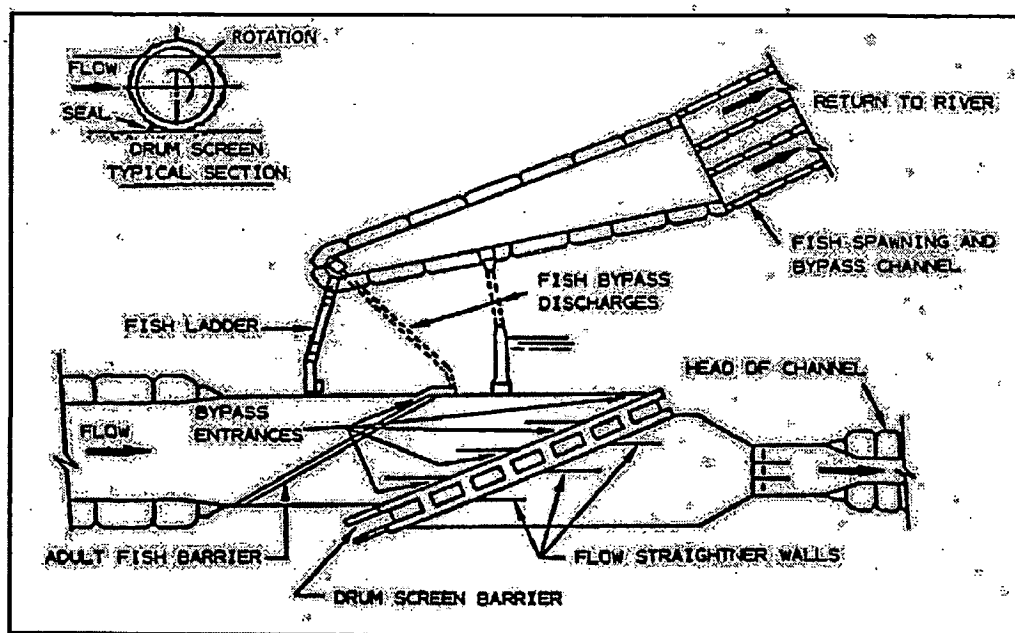 ROTATION
FLOW
SEAL
DRUM SCREEN
TYPICAL SECTION
RETURN TO RIVER
FISH SPAWNING AND
BYPASS CHANNEL
FISH BYPASS
DISCHARGES
FISH LADDER
HEAD OF CHANNEL
BYPASS
ENTRANCES
FLOW
ADULT FISH BARRIER
FLOW STRAIGHTNER WALLS
DRUM SCREEN BARRIER